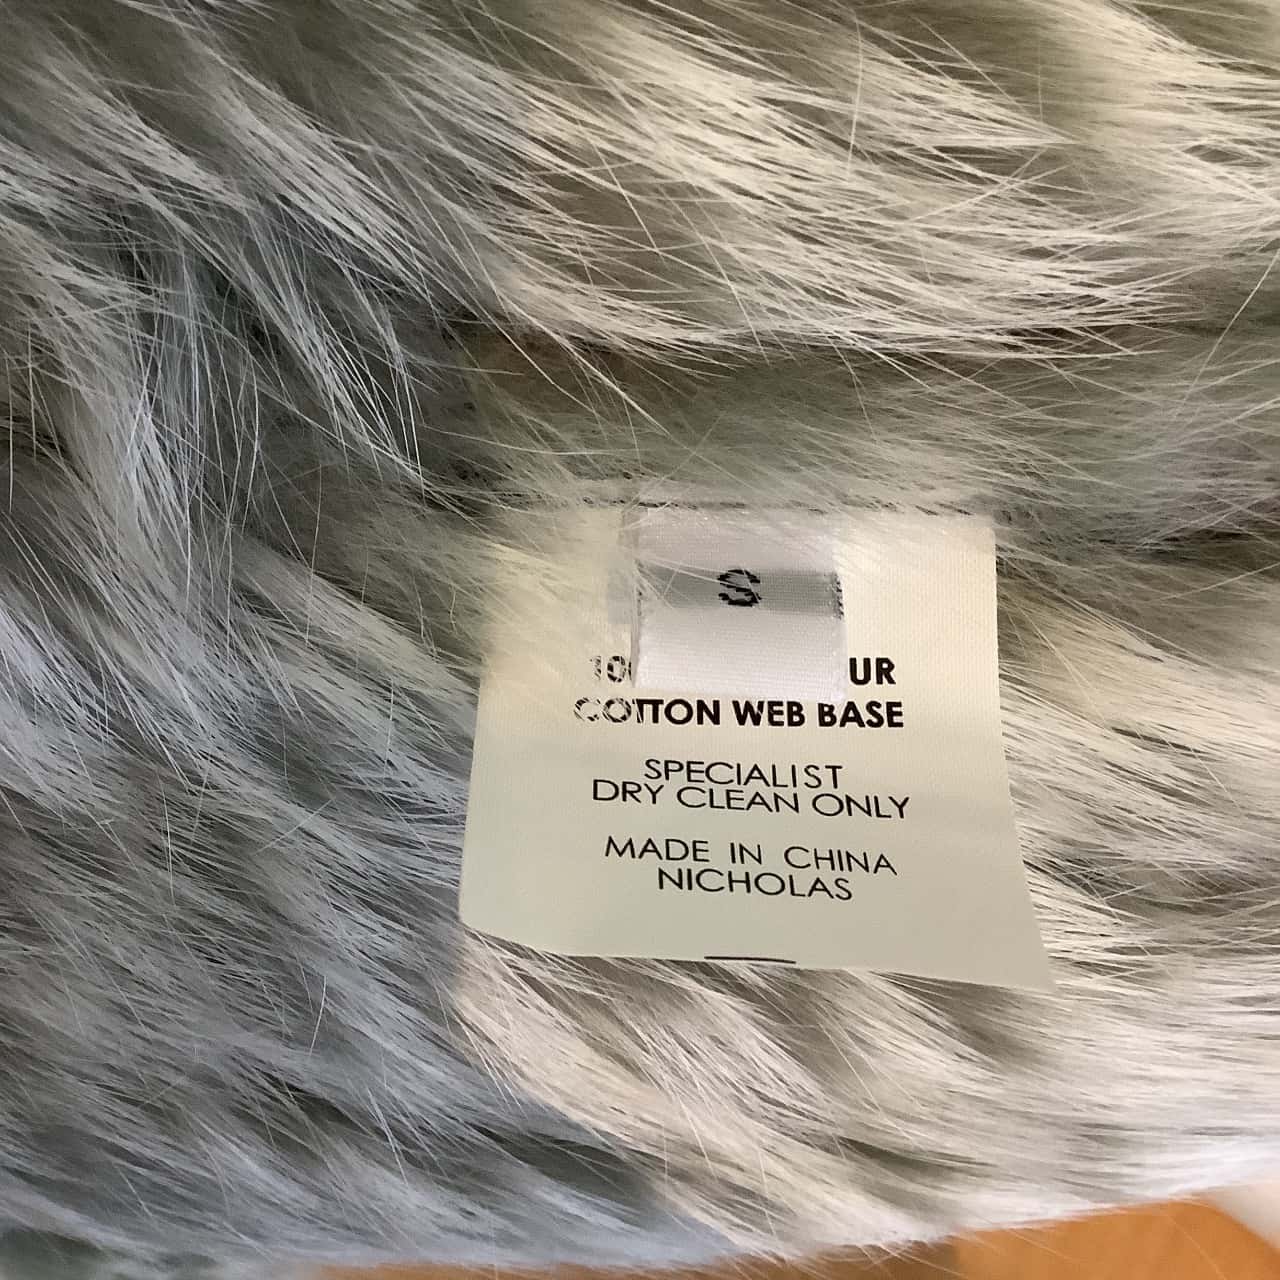 S
COTTON WEB BASE
SPECIALIST
DRY CLEAN ONLY
MADE IN CHINA
NICHOLAS